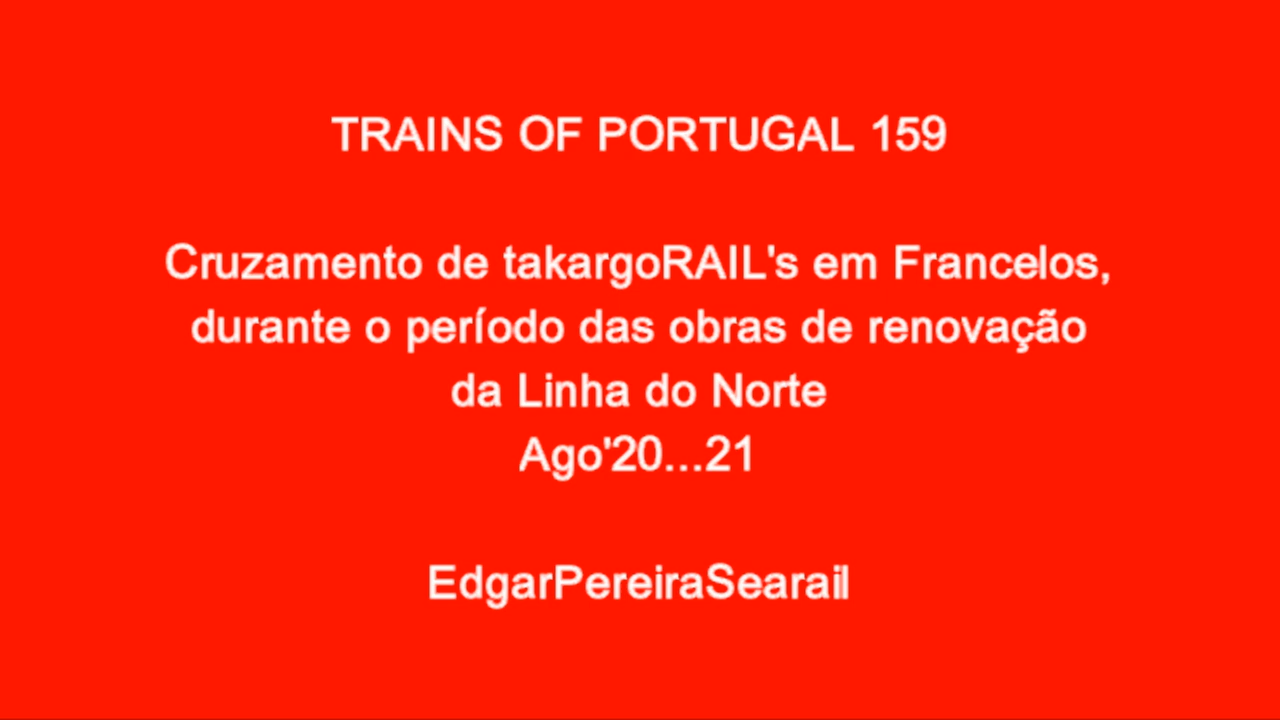 TRAINS OF PORTUGAL 159
Cruzamento de takargoRAIL's em Francelos,
durante o período das obras de renovação
da Linha do Norte
Ago'20...21
EdgarPereiraSearail